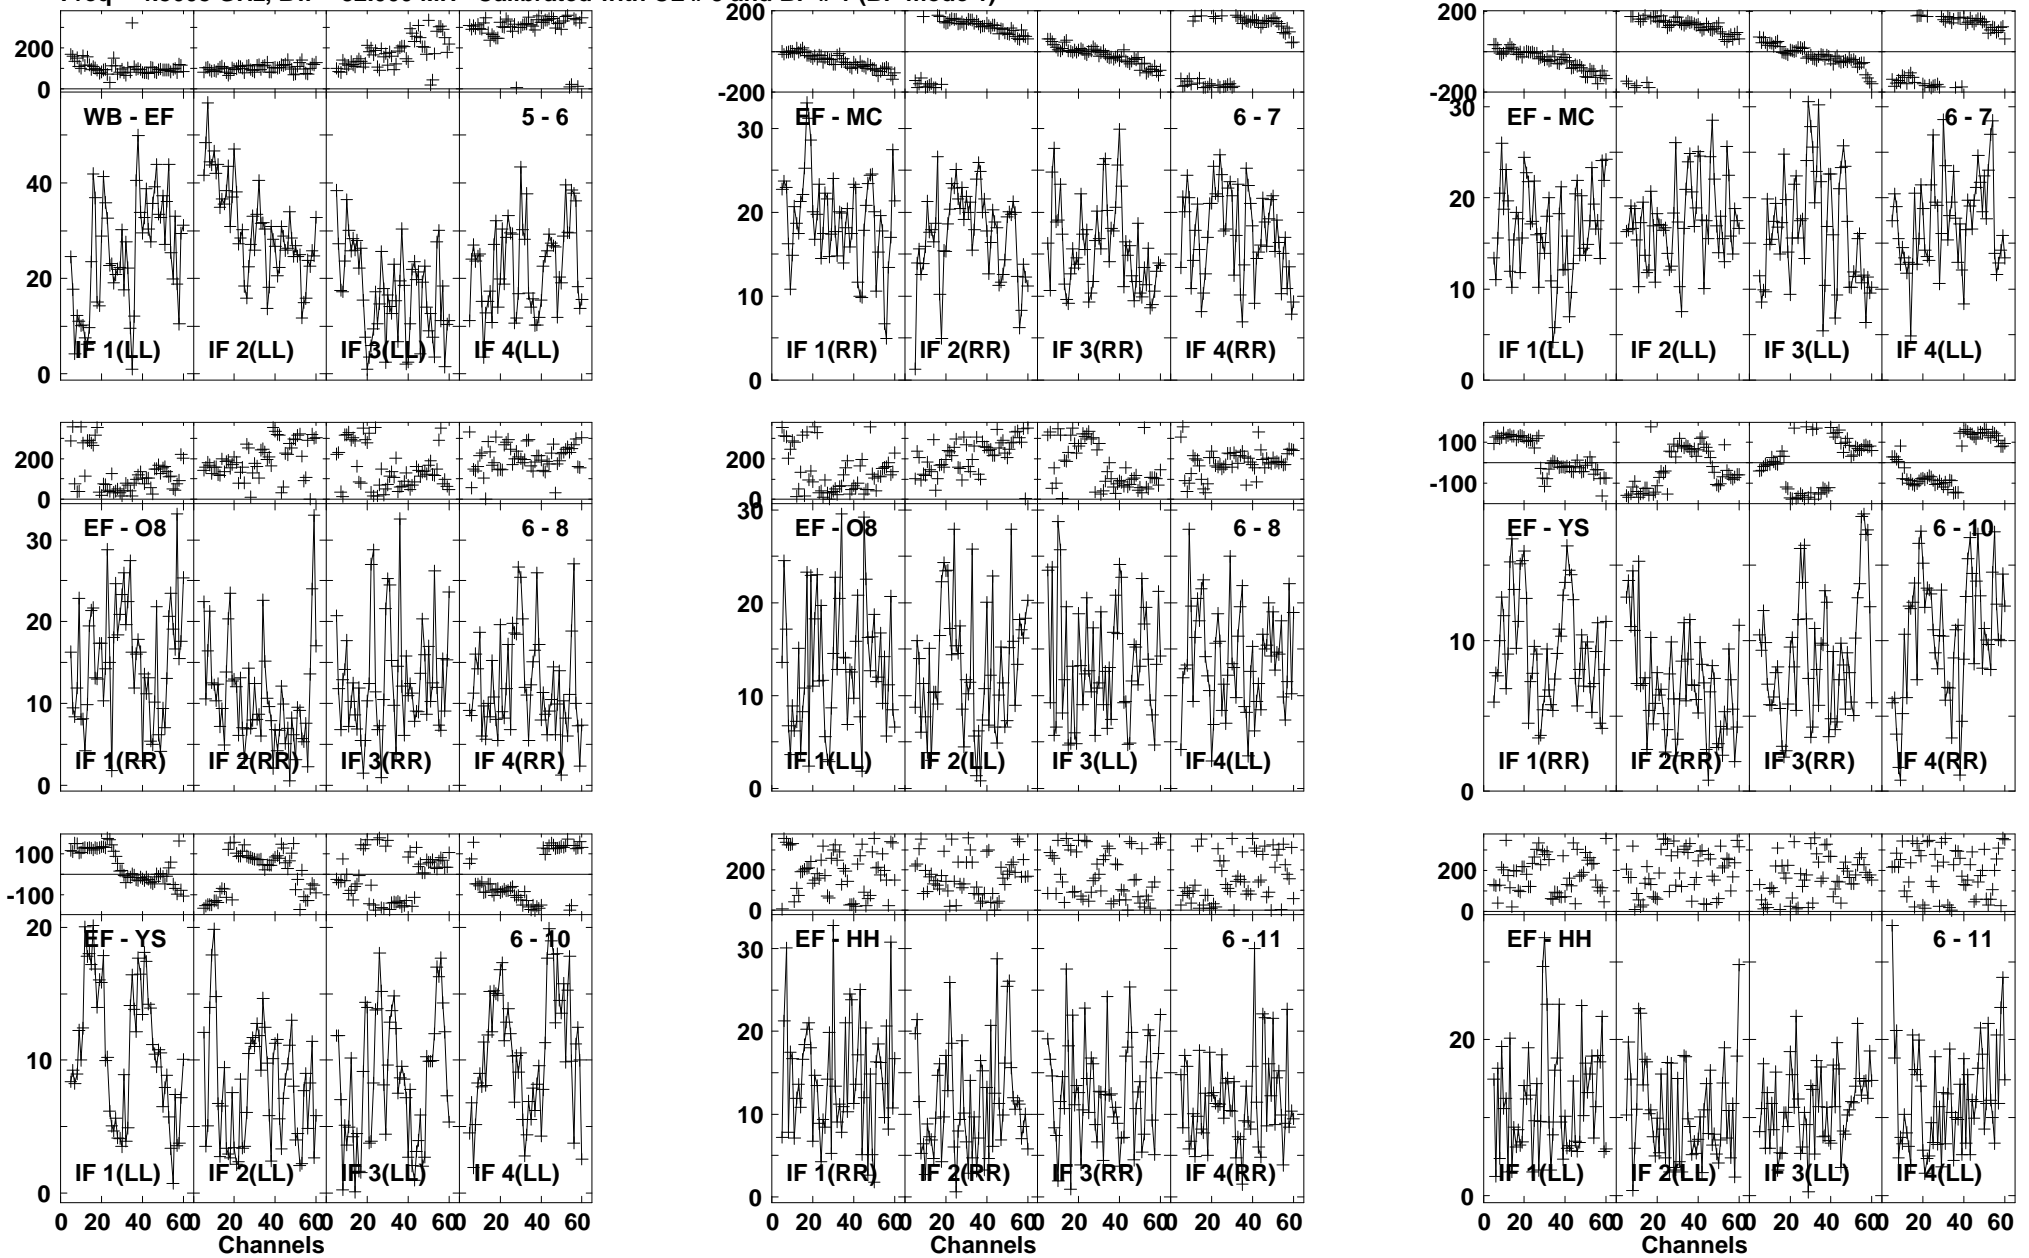 200
0
WB - EF
5 - 6
40
20
0
IF 1(LL)
IF 2(LL)
IF 3(LL)
IF 4(LL)
200
-200
EF - MC
6 - 7
30
20
10
0
IF 1(RR)
IF 2(RR)
IF 3(RR)
IF 4(RR)
200
-200
30
EF - MC
6 - 7
20
10
0
IF 1(LL)
IF 2(LL)
IF 3(LL)
IF 4(LL)
200
0
EF - O8
6 - 8
30
20
10
0
IF 1(RR)
IF 2(RR)
IF 3(RR)
IF 4(RR)
200
0
30
EF - O8
6 - 8
20
10
0
IF 1(LL)
IF 2(LL)
IF 3(LL)
IF 4(LL)
100
-100
EF - YS
6 - 10
10
0
IF 1(RR)
IF 2(RR)
IF 3(RR)
IF 4(RR)
100
-100
20
EF - YS
6 - 10
10
0
IF 1(LL)
IF 2(LL)
IF 3(LL)
IF 4(LL)
0 20 40 60 0 20 40 60 0 20 40 60 0 20 40 60
Channels
200
0
EF - HH
6 - 11
30
20
10
0
IF 1(RR)
IF 2(RR)
IF 3(RR)
IF 4(RR)
0 20 40 60 0 20 40 60 0 20 40 60 0 20 40 60
Channels
200
0
EF - HH
6 - 11
20
0
IF 1(LL)
IF 2(LL)
IF 3(LL)
IF 4(LL)
0 20 40 60 0 20 40 60 0 20 40 60 0 20 40 60
Channels